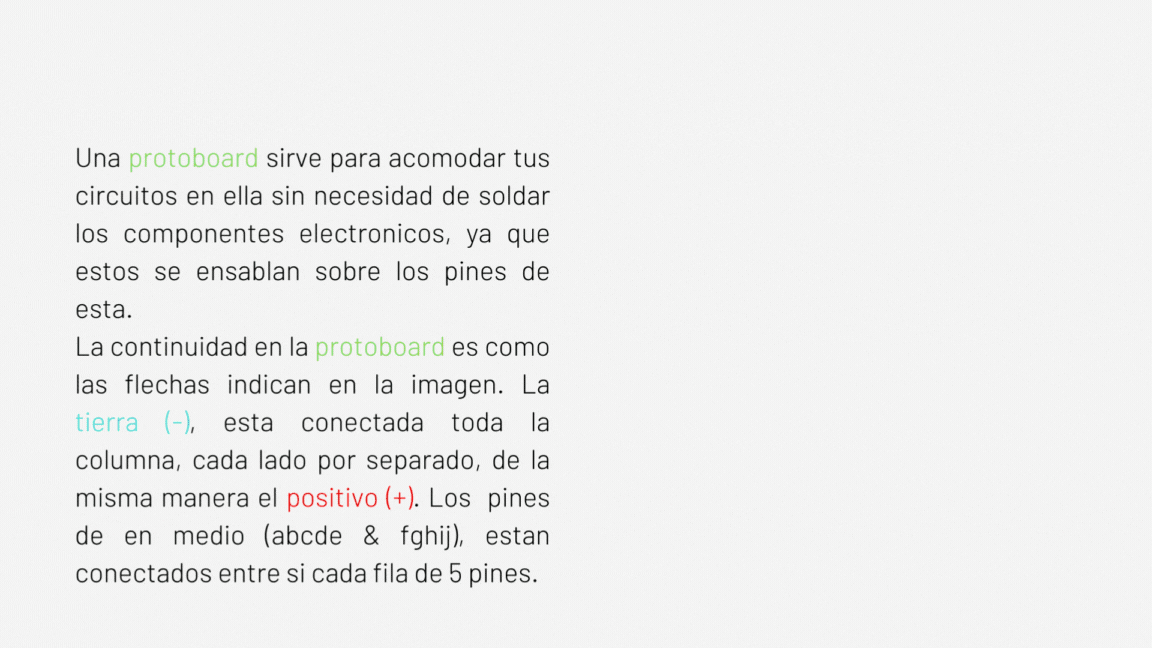 Una protoboard sirve para acomodar tus
circuitos en ella sin necesidad de soldar
los componentes electronicos, ya que
estos se ensablan sobre los pines de
esta.
La continuidad en la protoboard es como
las flechas indican en la imagen. La
tierra (-), esta conectada toda la
columna, cada lado por separado, de la
misma manera el positivo (+). Los pines
de en medio (abcde & fghij), estan
conectados entre si cada fila de 5 pines.